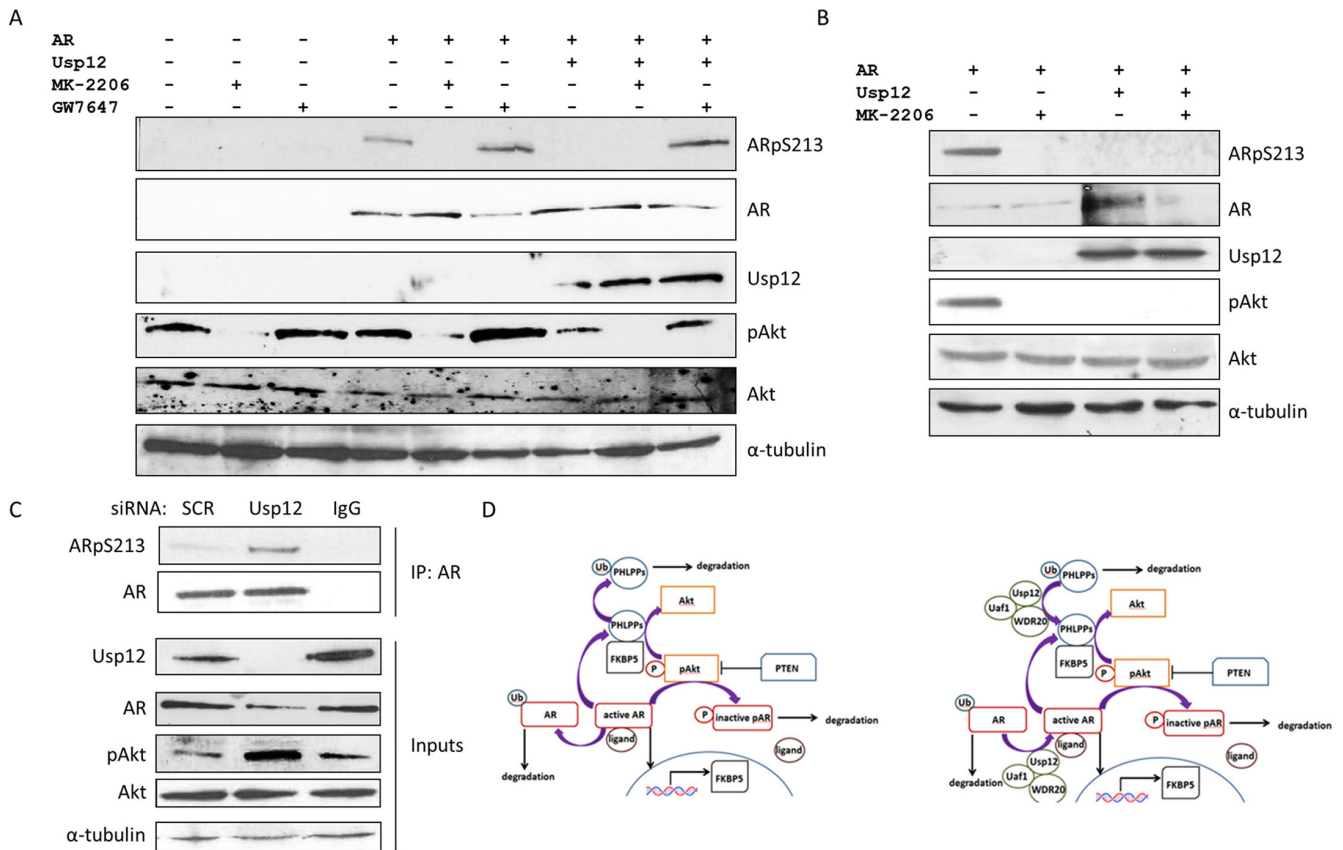 A
AR – – – + + + + + +
Usp12 – – – – – – + + +
MK-2206 – + – – + – – + –
GW7647 – – + – – + – – +
ARpS213
AR
Usp12
pAkt
Akt
α-tubulin
B
AR + + + +
Usp12 – – + +
MK-2206 – + – +
ARpS213
AR
Usp12
pAkt
Akt
α-tubulin
C
siRNA: SCR Usp12 IgG
ARpS213
AR
IP: AR
Usp12
AR
pAkt
Akt
α-tubulin
Inputs
D
Ub PHLPPs degradation
Akt
PHLPPs
FKBP5
P pAkt PTEN
Ub
AR active AR P inactive pAR degradation
ligand ligand
degradation
FKBP5
Ub PHLPPs degradation
Usp12
Uaf1
WDR20
Akt
PHLPPs
FKBP5
P pAkt PTEN
Ub
AR active AR P inactive pAR degradation
ligand ligand
Usp12
Uaf1
WDR20
degradation
FKBP5